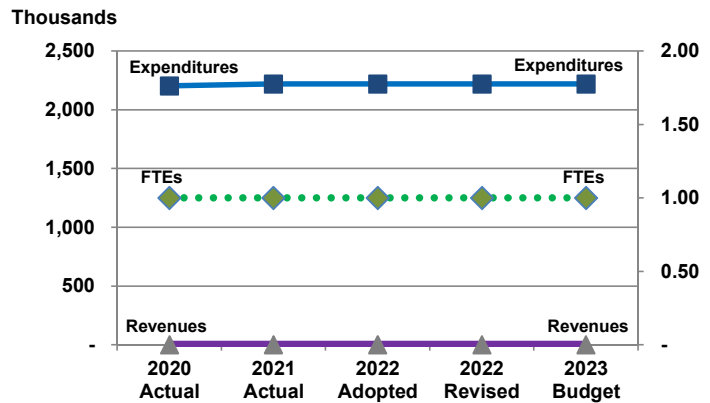 Thousands
2,500 2.00
Expenditures Expenditures
2,000
1.50
1,500
FTEs FTEs
1.00
1,000
0.50
500
Revenues Revenues
- -
2020 2021 2022 2022 2023
Actual Actual Adopted Revised Budget